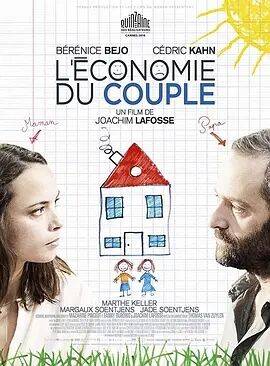 QUINZAINE
DES RÉALISATEURS
CANNES 2016
BÉRÉNICE BEJO CÉDRIC KAHN
L'ÉCONOMIE
DU COUPLE
UN FILM DE
JOACHIM LAFOSSE
Maman
Papa
MARTHE KELLER
MARGAUX SOENTJENS JADE SOENTJENS